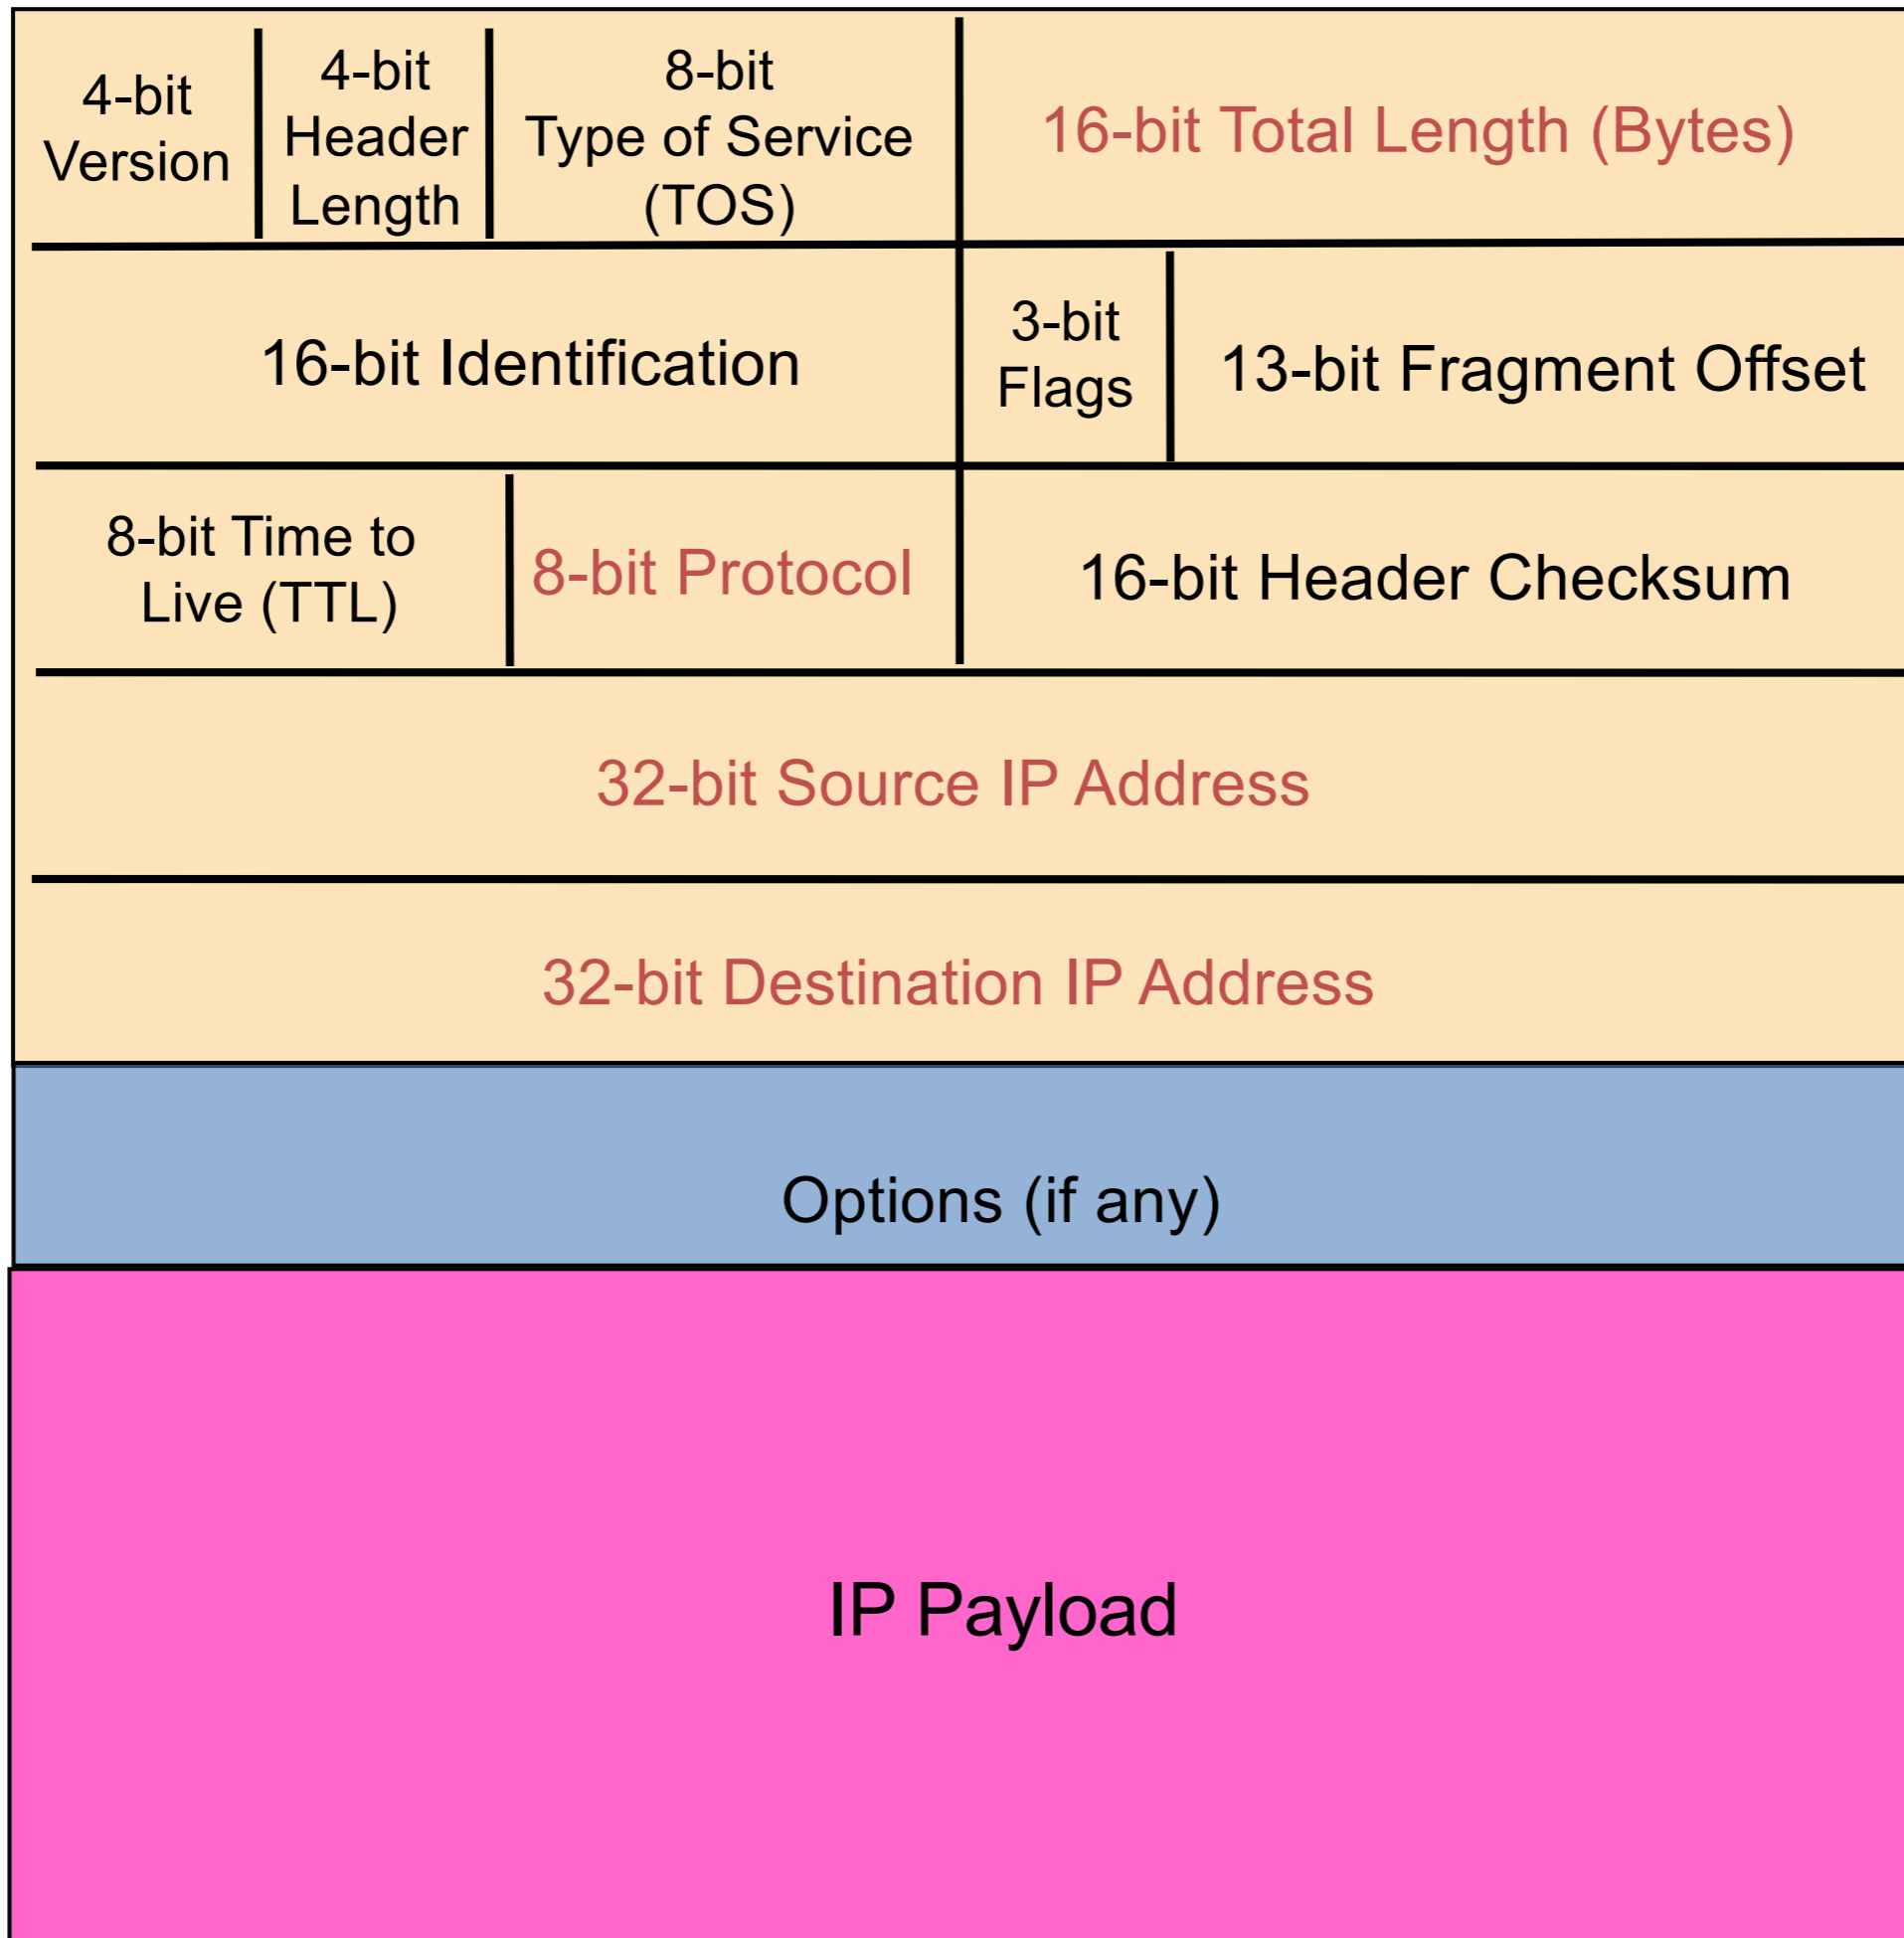 4-bit
Version
4-bit
Header
Length
8-bit
Type of Service
(TOS)
16-bit Total Length (Bytes)
16-bit Identification
3-bit
Flags
13-bit Fragment Offset
8-bit Time to
Live (TTL)
8-bit Protocol
16-bit Header Checksum
32-bit Source IP Address
32-bit Destination IP Address
Options (if any)
IP Payload